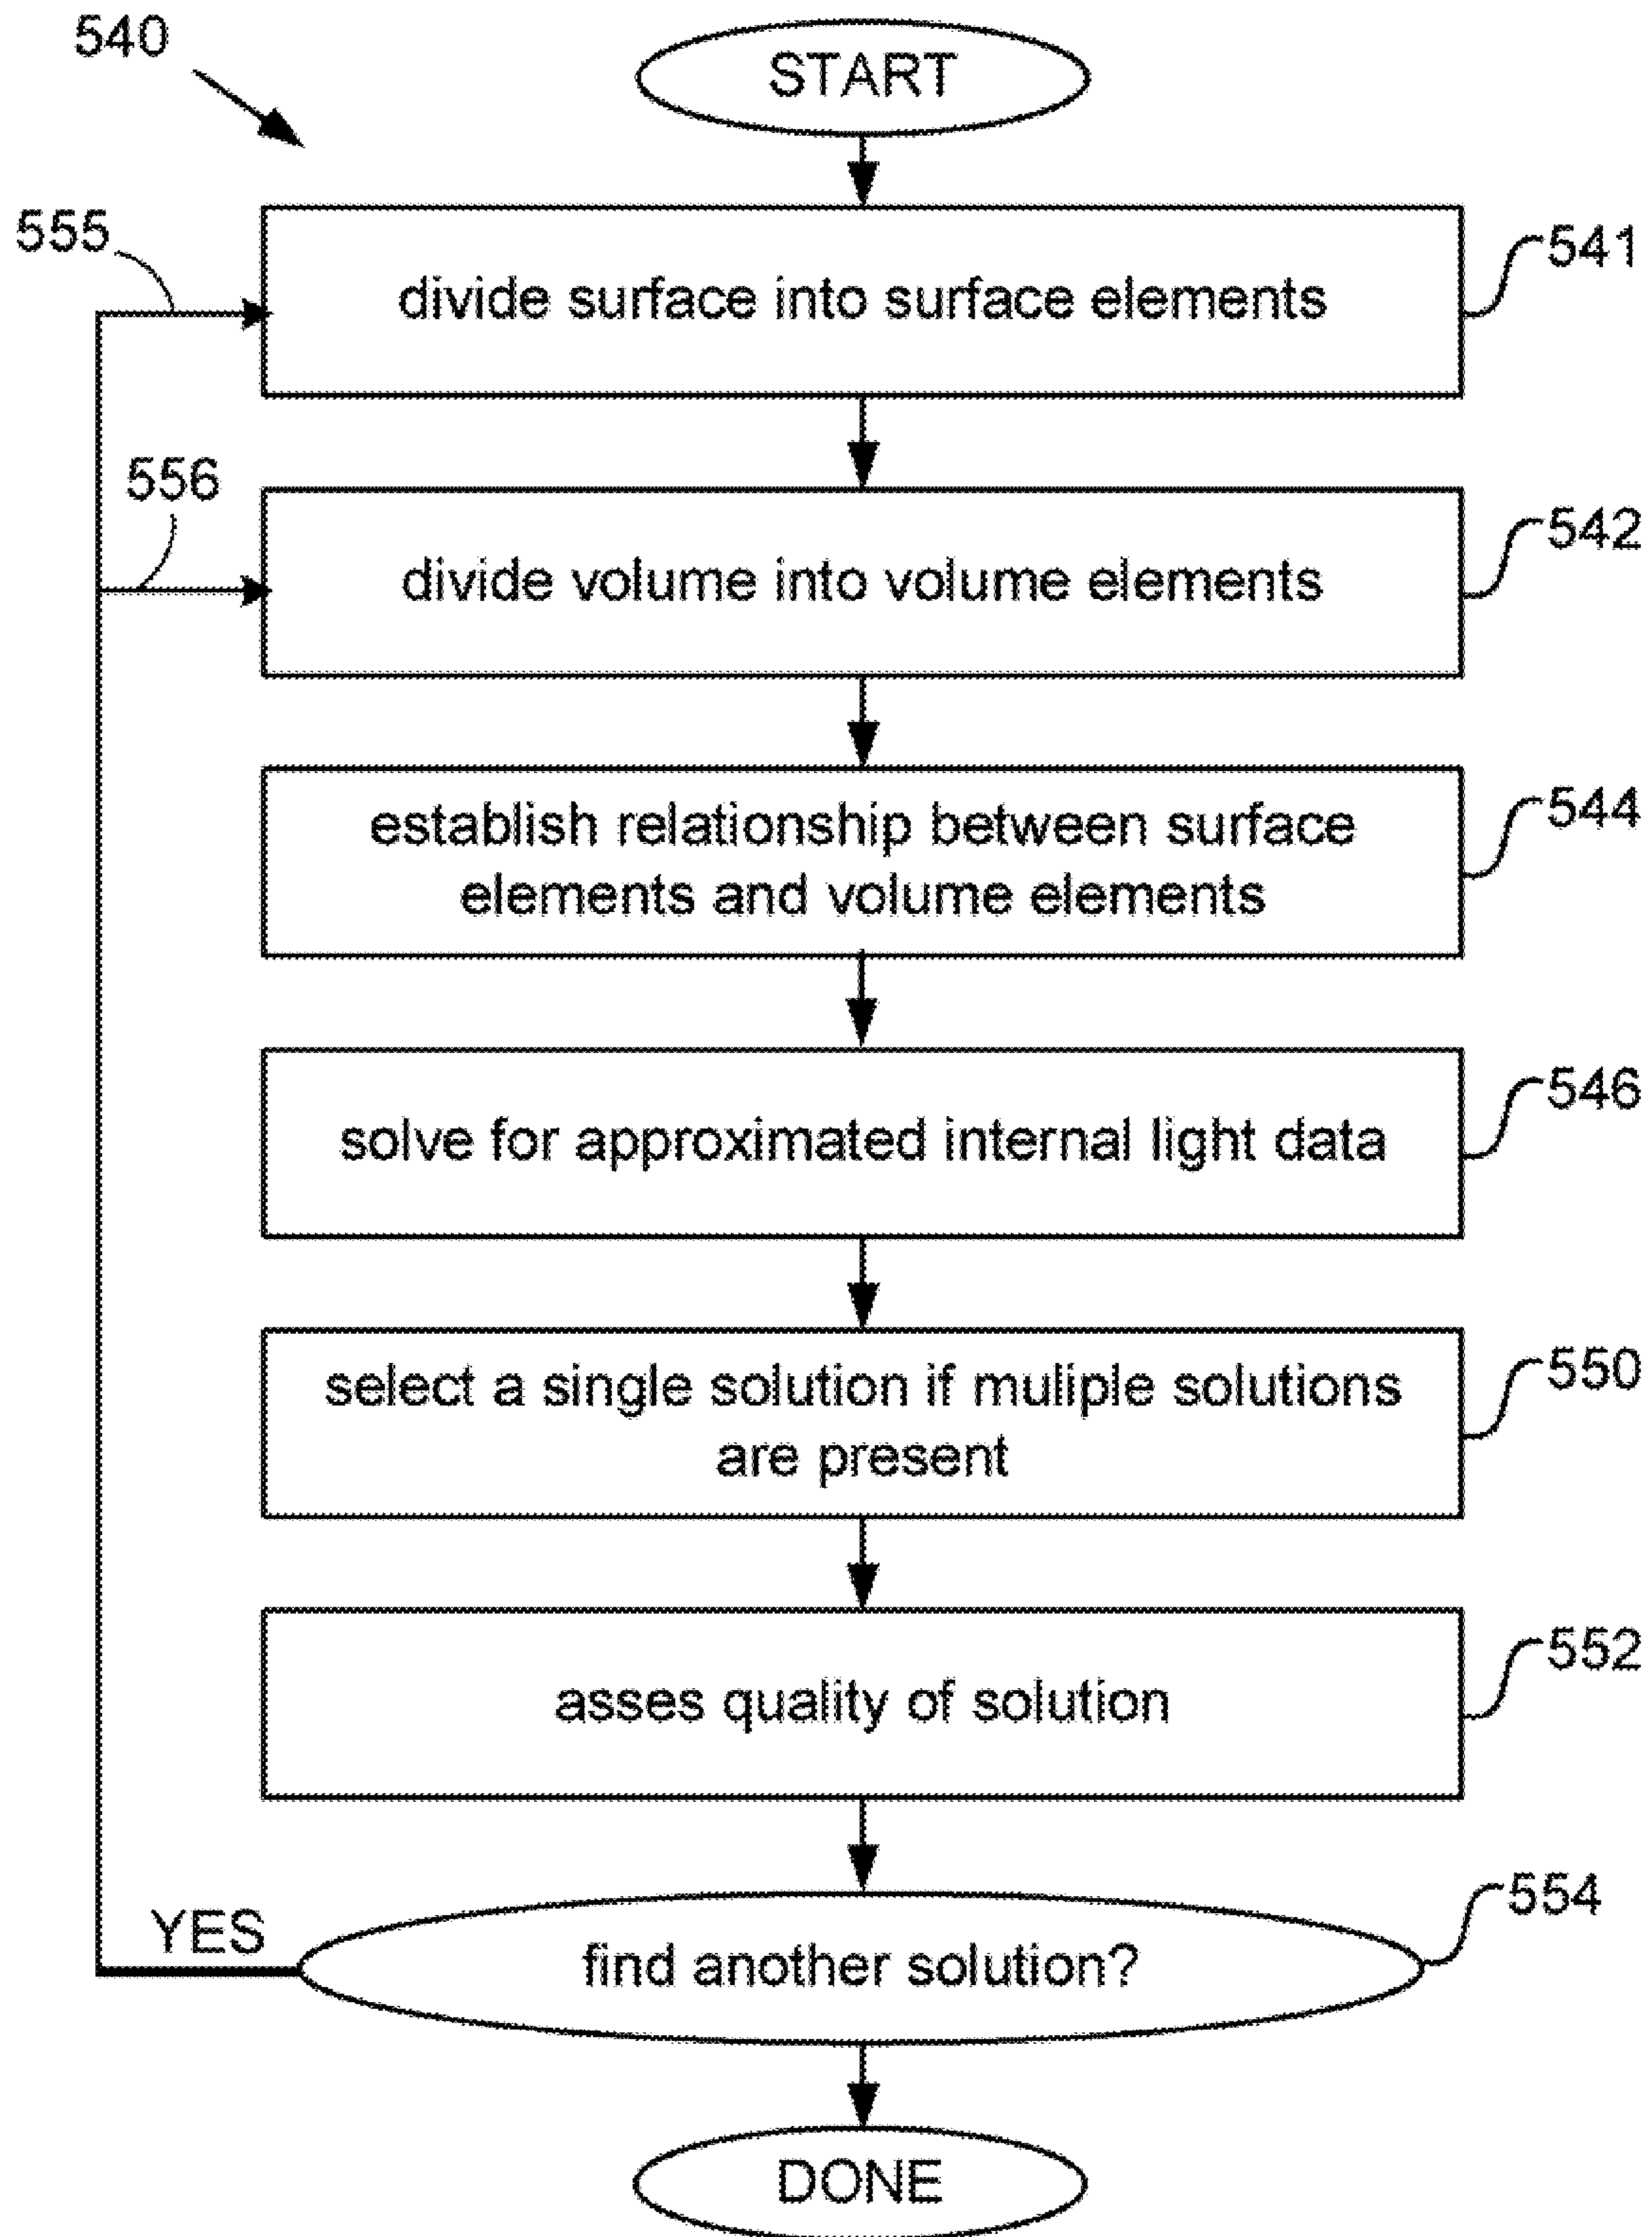 540
START
555
divide surface into surface elements
541
556
divide volume into volume elements
542
establish relationship between surface
elements and volume elements
544
solve for approximated internal light data
546
select a single solution if muliple solutions
are present
550
asses quality of solution
552
YES
find another solution?
554
DONE